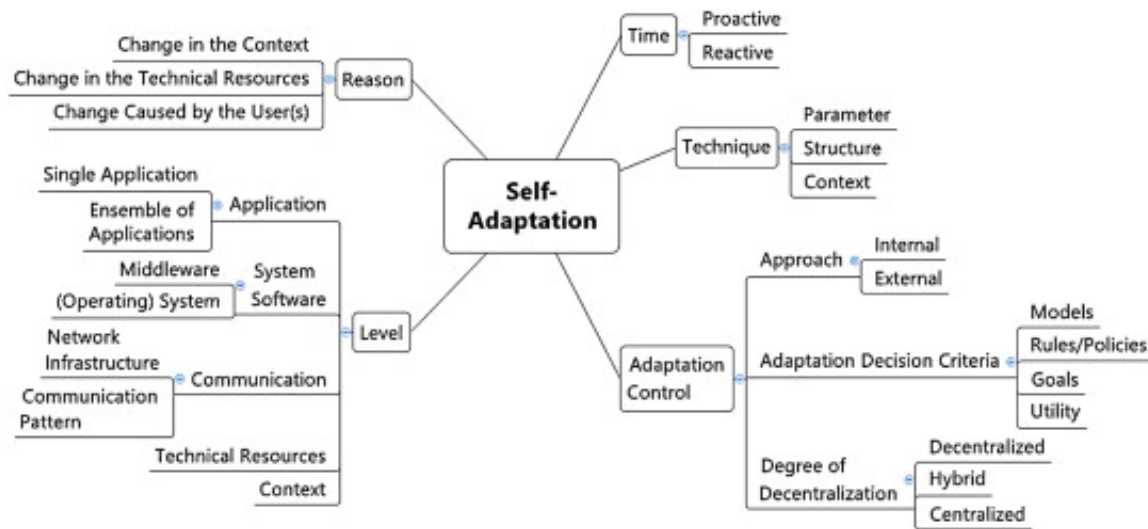 Self-
Adaptation
Reason
Change in the Context
Change in the Technical Resources
Change Caused by the User(s)
Level
Application
Single Application
Ensemble of
Applications
System
Software
Middleware
(Operating) System
Communication
Network
Infrastructure
Communication
Pattern
Technical Resources
Context
Time
Proactive
Reactive
Technique
Parameter
Structure
Context
Adaptation
Control
Approach
Internal
External
Adaptation Decision Criteria
Models
Rules/Policies
Goals
Utility
Degree of
Decentralization
Decentralized
Hybrid
Centralized